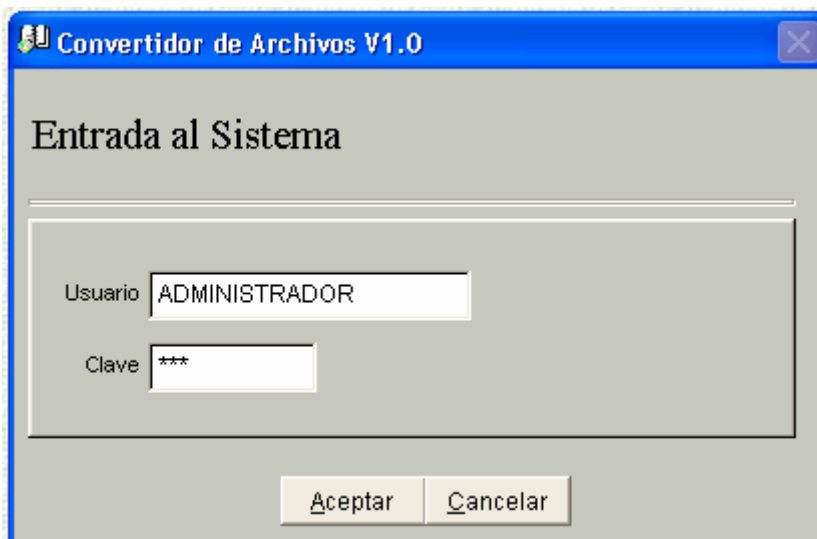 Convertidor de Archivos V1.0
Entrada al Sistema
Usuario ADMINISTRADOR
Clave ***
Aceptar Cancelar